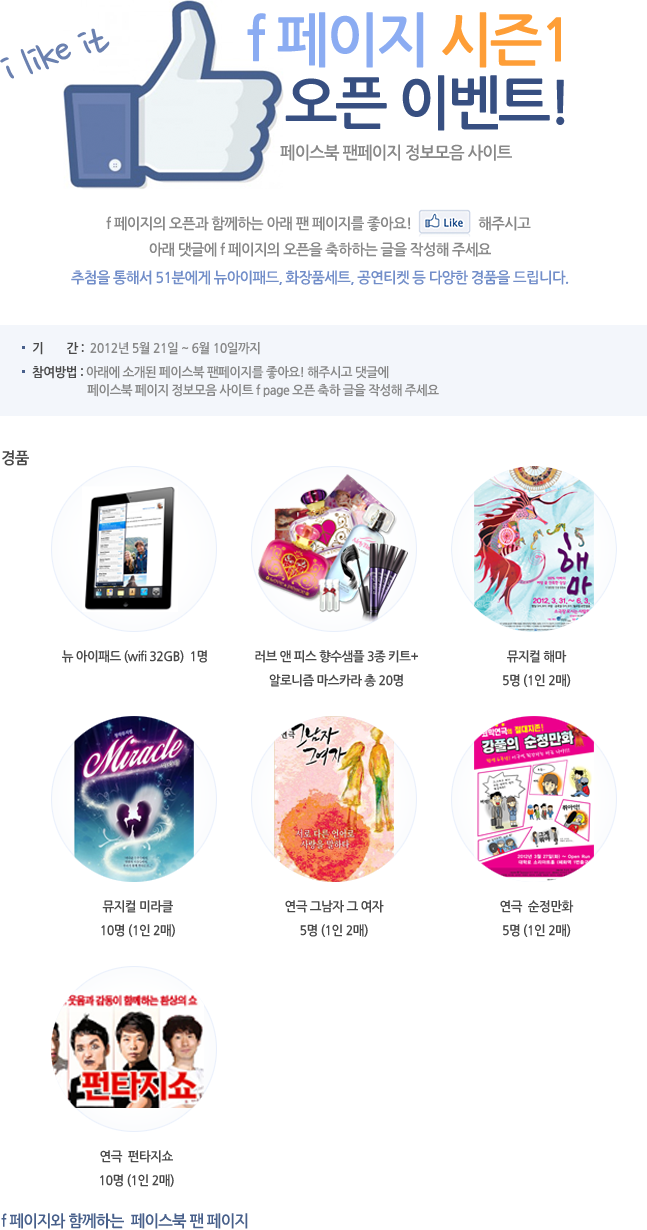 i like it
f 페이지 시즌1
오픈 이벤트!
페이스북 팬페이지 정보모음 사이트
f 페이지의 오픈과 함께하는 아래 팬 페이지를 좋아요! Like 해주시고
아래 댓글에 f 페이지의 오픈을 축하하는 글을 작성해 주세요
추첨을 통해서 51분에게 뉴아이패드, 화장품세트, 공연티켓 등 다양한 경품을 드립니다.
기 간 : 2012년 5월 21일 ~ 6월 10일까지
참여방법 : 아래에 소개된 페이스북 팬페이지를 좋아요! 해주시고 댓글에
페이스북 페이지 정보모음 사이트 f page 오픈 축하 글을 작성해 주세요
경품
해마
2012. 3. 31. ~ 6. 3.
뉴 아이패드 (wifi 32GB) 1명
러브 앤 피스 향수샘플 3종 키트+
알로니즘 마스카라 총 20명
뮤지컬 해마
5명 (1인 2매)
Miracle
연극 그남자
그여자
서로 다른 언어로
사랑을 말하다
강풀의 순정만화
뮤지컬 미라클
10명 (1인 2매)
연극 그남자 그 여자
5명 (1인 2매)
연극 순정만화
5명 (1인 2매)
웃음과 감동이 함께하는 환상의 쇼
펀타지쇼
연극 펀타지쇼
10명 (1인 2매)
f 페이지와 함께하는 페이스북 팬 페이지